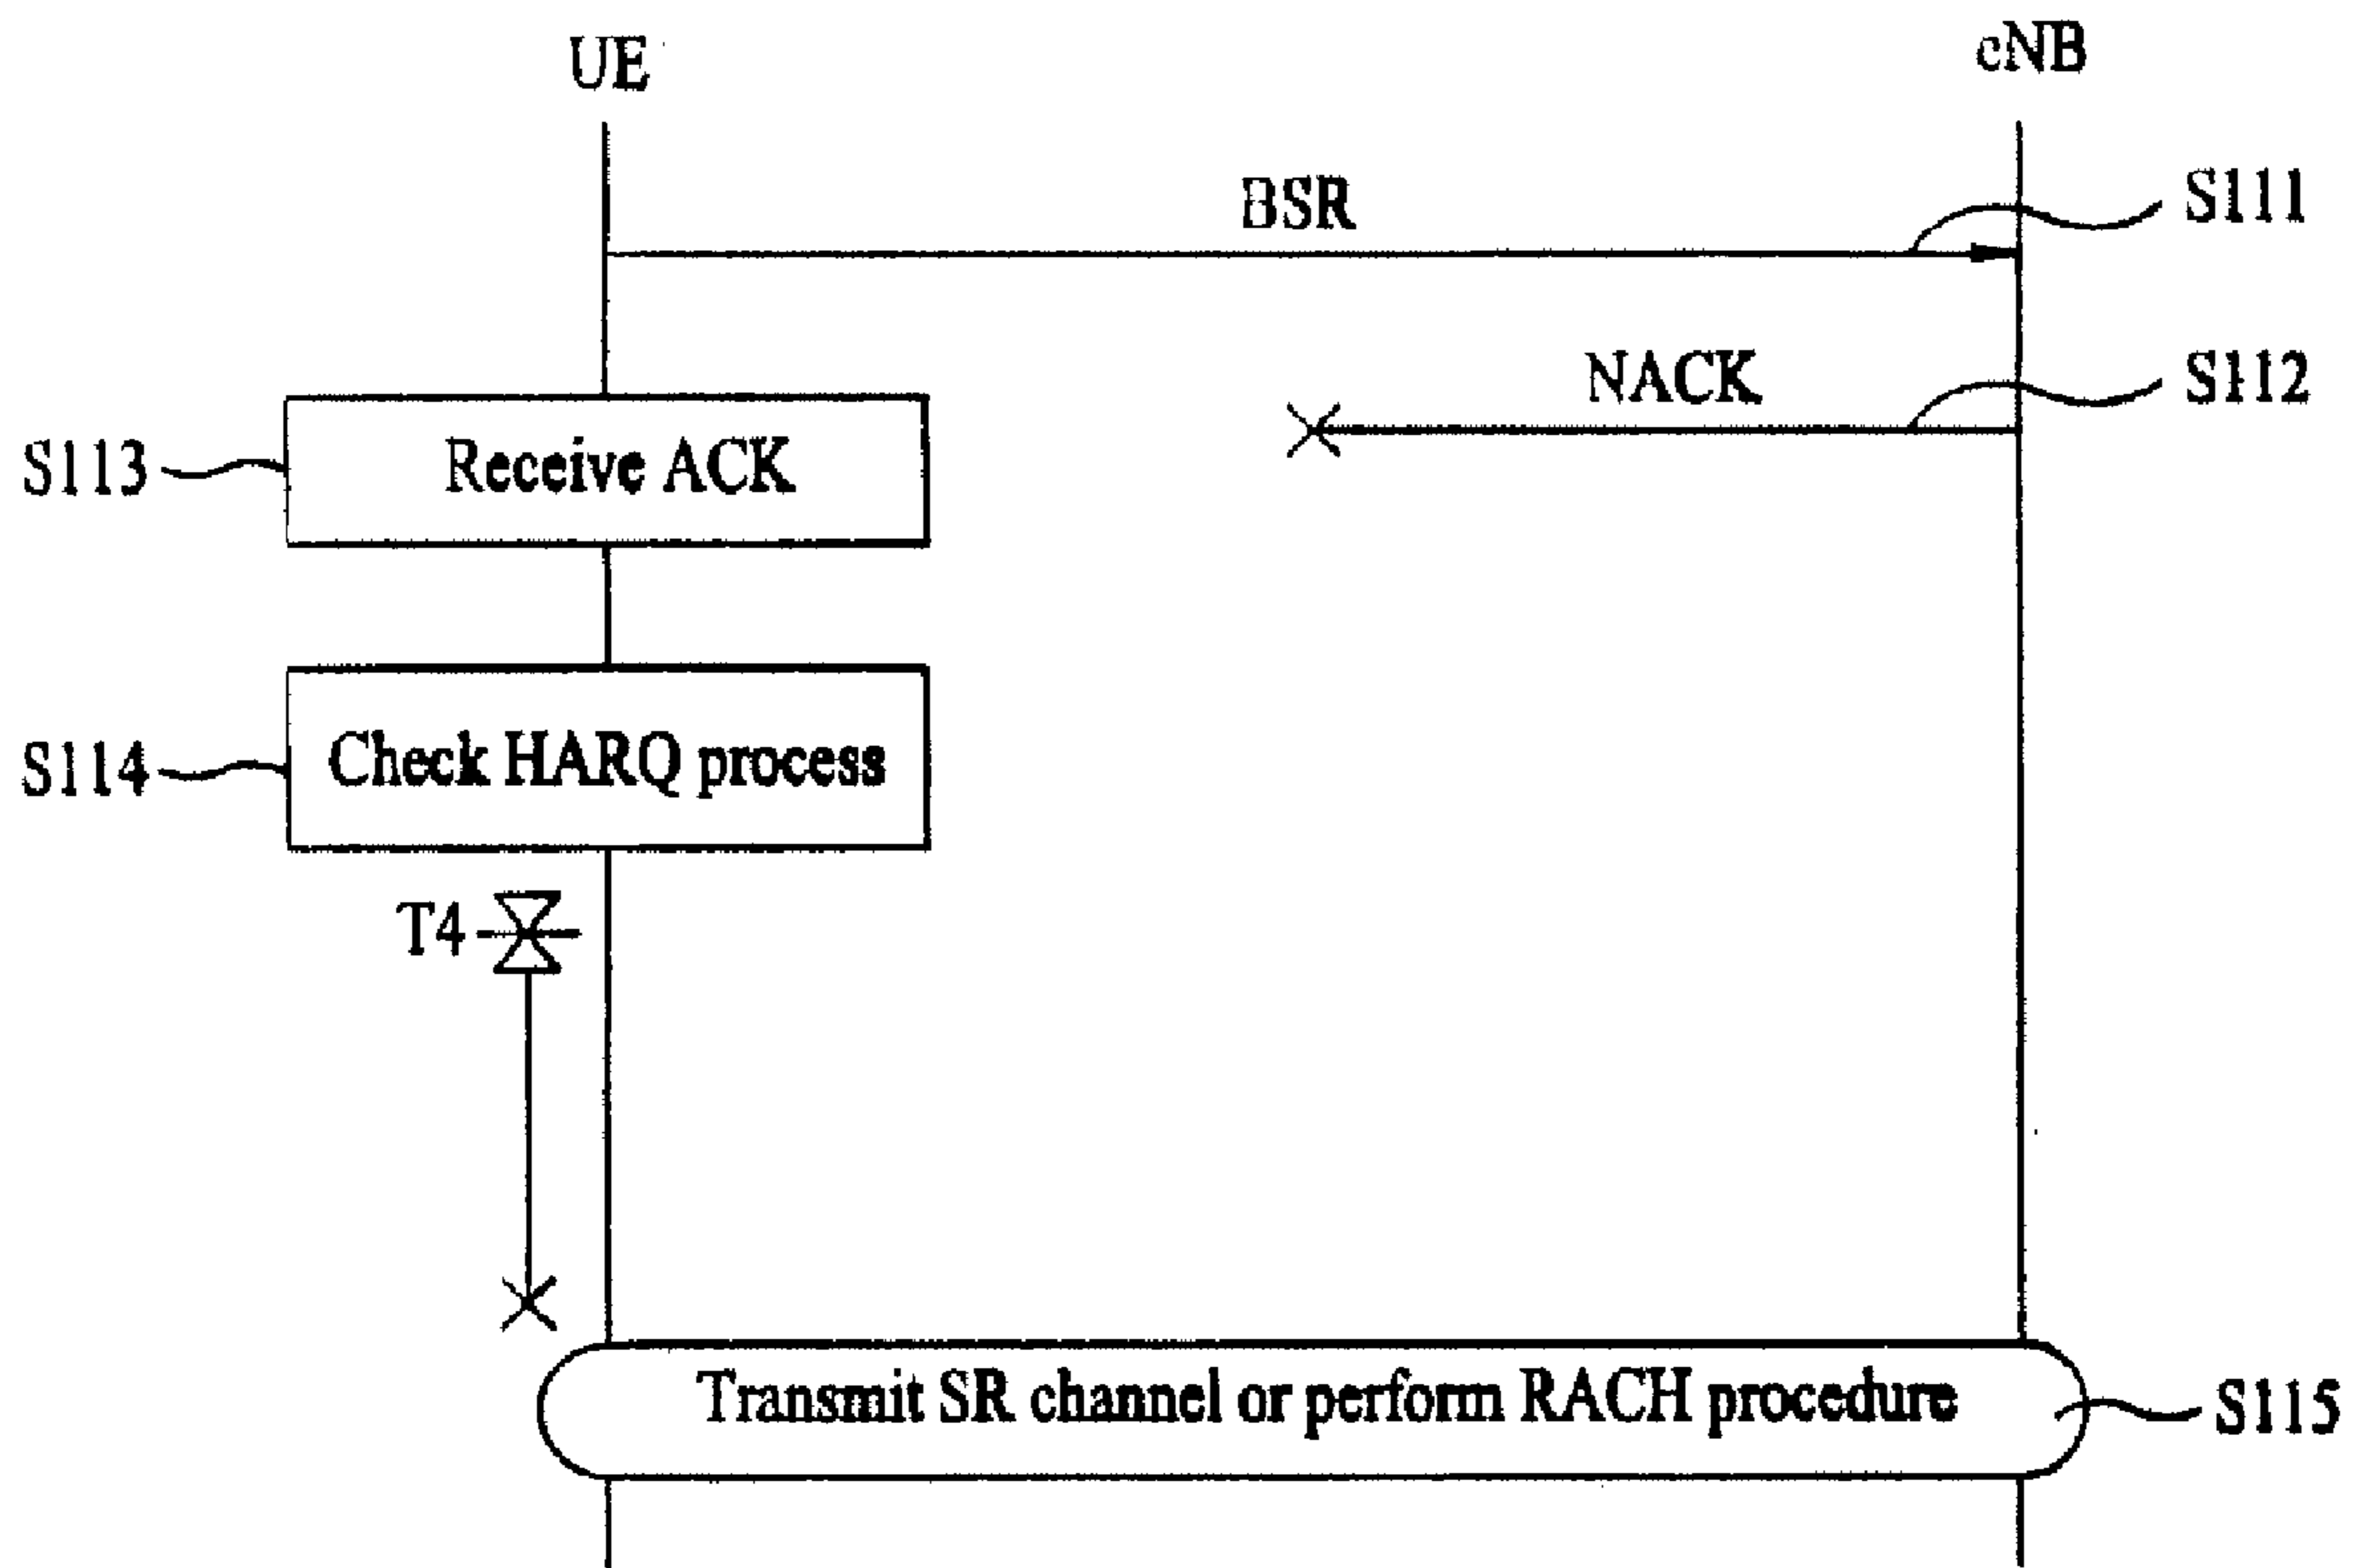 UE
eNB
BSR
S111
NACK
S112
S113
Receive ACK
S114
Check HARQ process
T4
Transmit SR channel or perform RACH procedure
S115